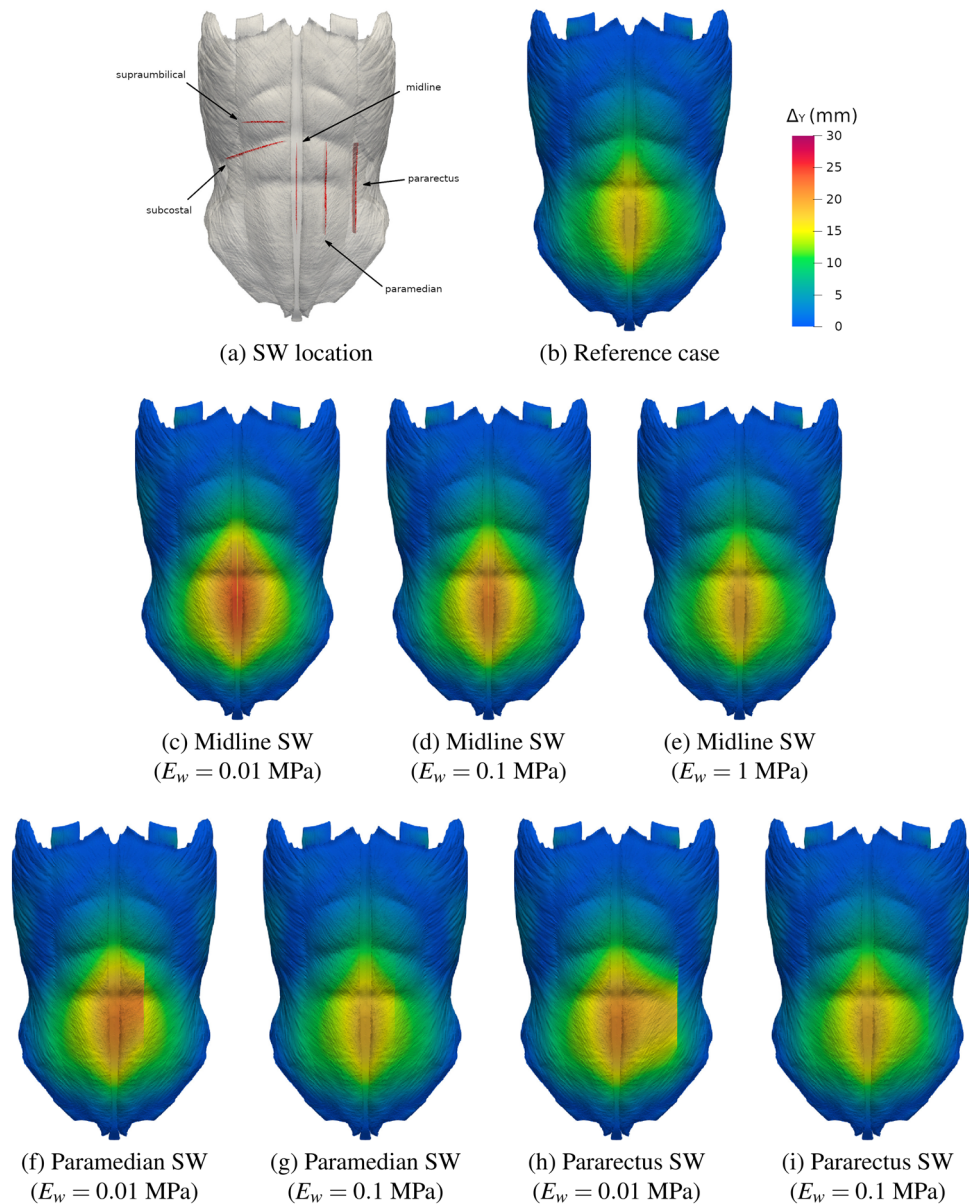 supraumbilical
midline
pararectus
subcostal
paramedian
(a) SW location
ΔY (mm)
30
25
20
15
10
5
0
(b) Reference case
(c) Midline SW
(E_w = 0.01 MPa)
(d) Midline SW
(E_w = 0.1 MPa)
(e) Midline SW
(E_w = 1 MPa)
(f) Paramedian SW
(E_w = 0.01 MPa)
(g) Paramedian SW
(E_w = 0.1 MPa)
(h) Pararectus SW
(E_w = 0.01 MPa)
(i) Pararectus SW
(E_w = 0.1 MPa)